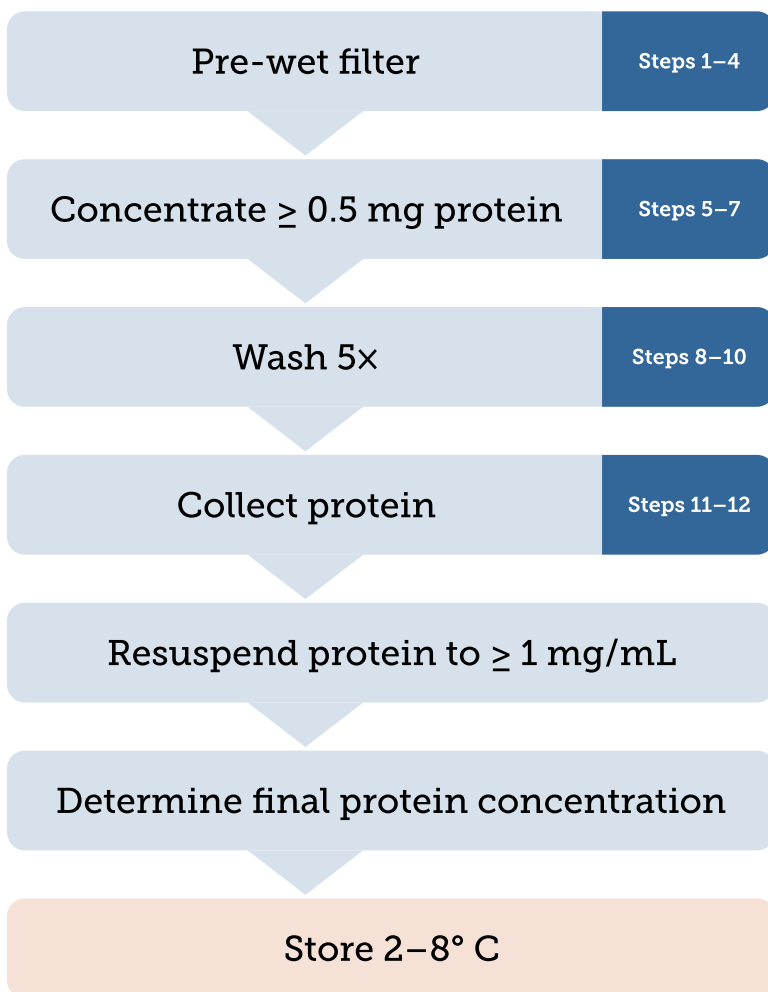 Pre-wet filter
Steps 1–4
Concentrate ≥ 0.5 mg protein
Steps 5–7
Wash 5×
Steps 8–10
Collect protein
Steps 11–12
Resuspend protein to ≥ 1 mg/mL
Determine final protein concentration
Store 2–8° C